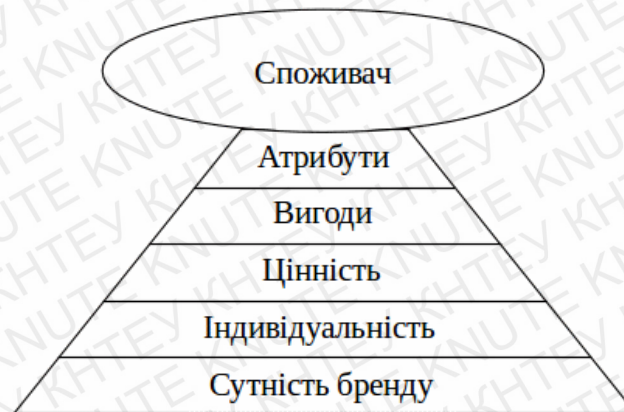 Споживач
Атрибути
Вигоди
Цінність
Індивідуальність
Сутність бренду